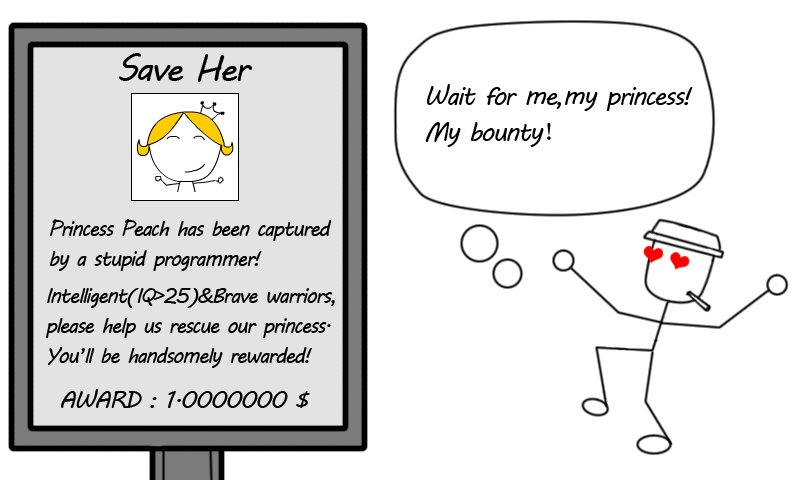 Save Her
Princess Peach has been captured
by a stupid programmer!
Intelligent(IQ>25)&Brave warriors,
please help us rescue our princess.
You'll be handsomely rewarded!
AWARD : 1.0000000 $
Wait for me,my princess!
My bounty!